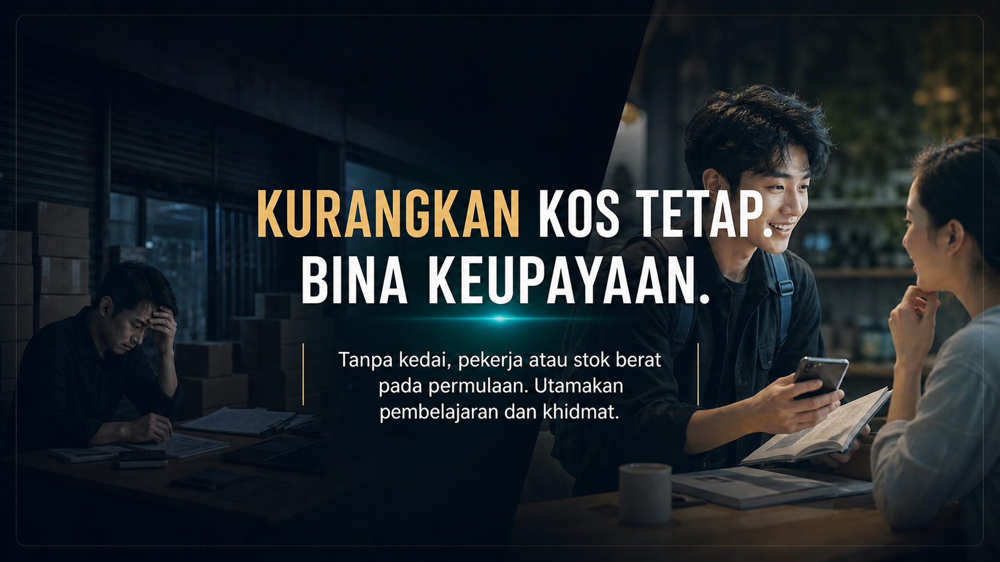 KURANGKAN KOS TETAP.
BINA KEUPAYAAN.
Tanpa kedai, pekerja atau stok berat
pada permulaan. Utamakan
pembelajaran dan khidmat.